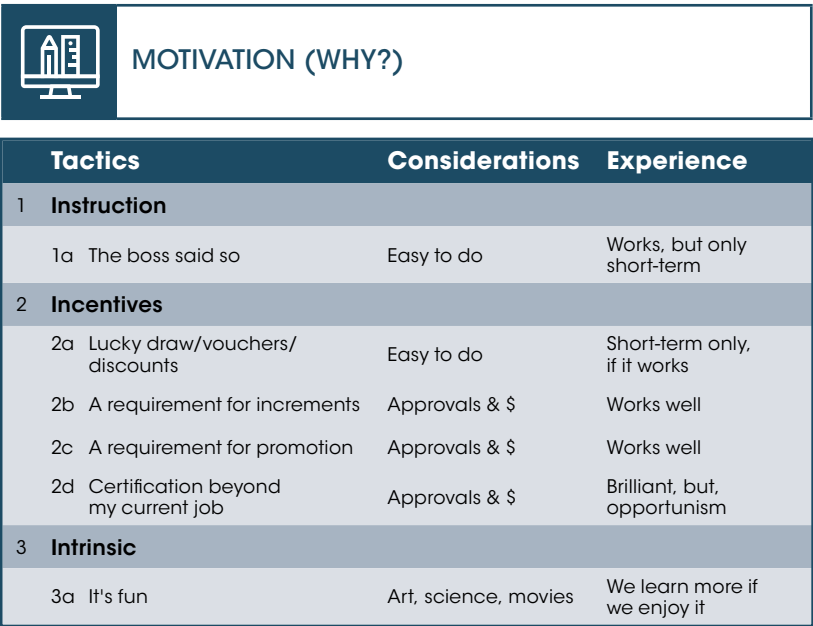 MOTIVATION (WHY?)
Tactics Considerations Experience
1 Instruction
1a The boss said so Easy to do Works, but only
short-term
2 Incentives
2a Lucky draw/vouchers/
discounts Easy to do Short-term only,
if it works
2b A requirement for increments Approvals & $ Works well
2c A requirement for promotion Approvals & $ Works well
2d Certification beyond
my current job Approvals & $ Brilliant, but,
opportunism
3 Intrinsic
3a It's fun Art, science, movies We learn more if
we enjoy it